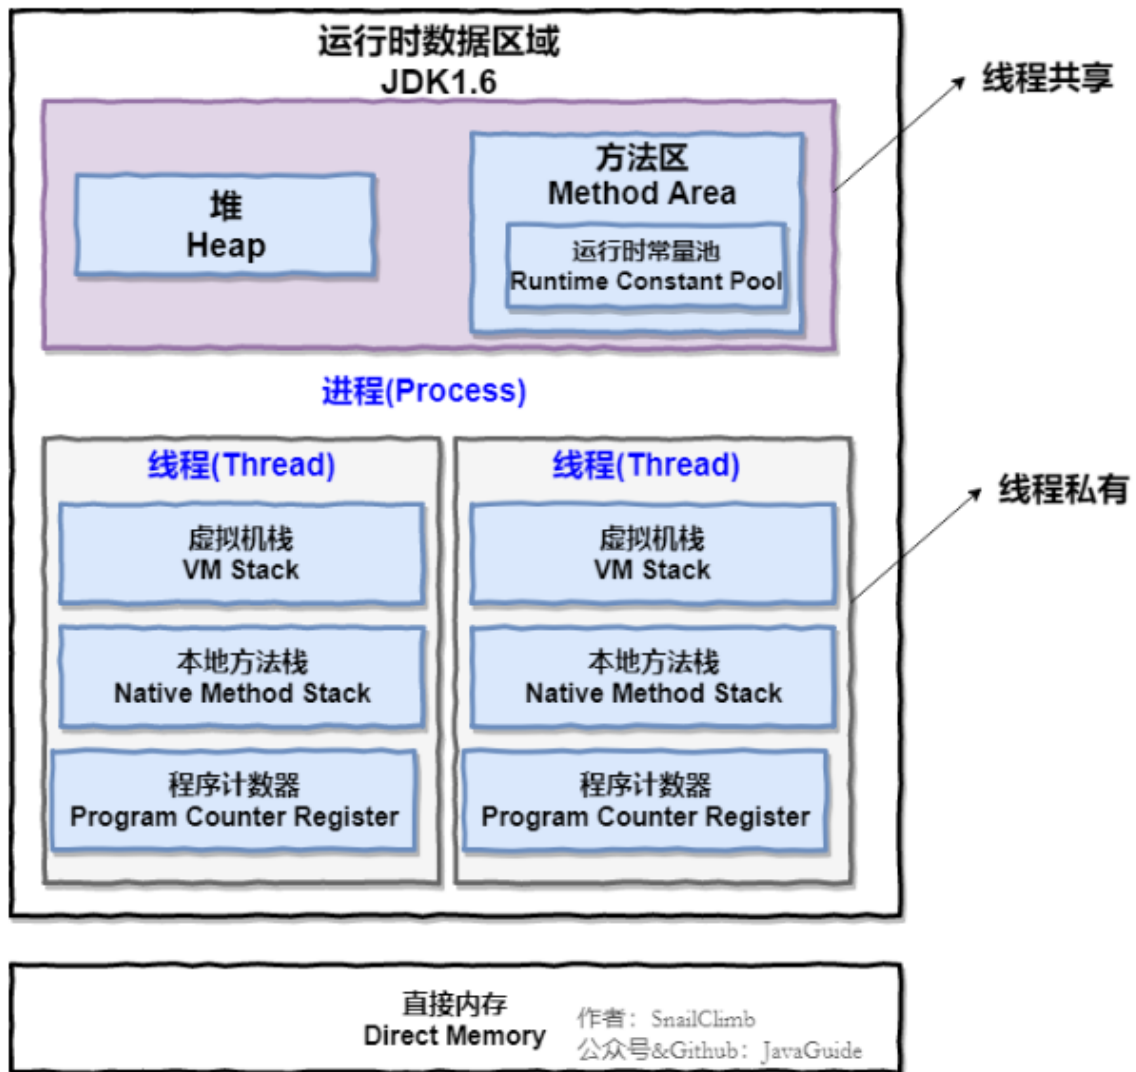 运行时数据区域
JDK1.6
线程共享
堆
Heap
方法区
Method Area
运行时常量池
Runtime Constant Pool
进程(Process)
线程(Thread)
虚拟机栈
VM Stack
本地方法栈
Native Method Stack
程序计数器
Program Counter Register
线程(Thread)
虚拟机栈
VM Stack
本地方法栈
Native Method Stack
程序计数器
Program Counter Register
线程私有
直接内存
Direct Memory
作者：SnailClimb
公众号&Github：JavaGuide